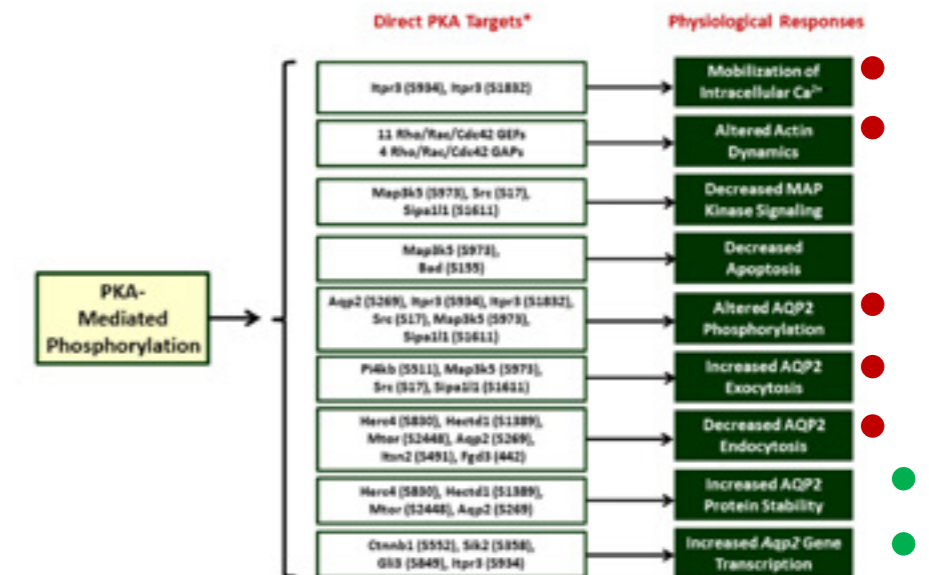 Direct PKA Targets*
Physiological Responses
PKA-
Mediated
Phosphorylation
Itpr3 (S934), Itpr3 (S1832)
Mobilization of
Intracellular Ca²⁺
11 Rho/Rac/Cdc42 GEFs
4 Rho/Rac/Cdc42 GAPs
Altered Actin
Dynamics
Map3k5 (S973), Src (S17),
Sipa1l1 (S1611)
Decreased MAP
Kinase Signaling
Map3k5 (S973),
Bad (S155)
Decreased
Apoptosis
Aqp2 (S269), Itpr3 (S934), Itpr3 (S1832),
Src (S17), Map3k5 (S973),
Sipa1l1 (S1611)
Altered AQP2
Phosphorylation
Pi4kb (S511), Map3k5 (S973),
Src (S17), Sipa1l1 (S1611)
Increased AQP2
Exocytosis
Herc4 (S830), Hectd1 (S1389),
Mtor (S2448), Aqp2 (S269),
Itsn2 (S491), Fgd3 (442)
Decreased AQP2
Endocytosis
Herc4 (S830), Hectd1 (S1389),
Mtor (S2448), Aqp2 (S269)
Increased AQP2
Protein Stability
Ctnnb1 (S552), Sik2 (S358),
Gli3 (S849), Itpr3 (S934)
Increased Aqp2 Gene
Transcription